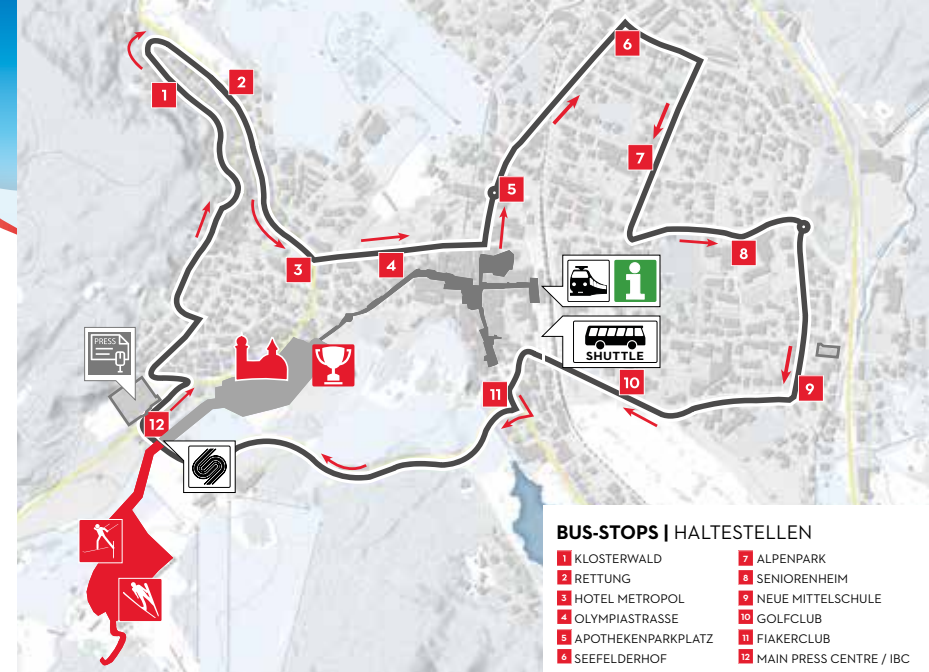 6
2
1
7
5
8
4
3
i
PRESS
SHUTTLE
10
9
11
12
BUS-STOPS | HALTESTELLEN
1 KLOSTERWALD
2 RETTUNG
3 HOTEL METROPOL
4 OLYMPIASTRASSE
5 APOTHEKENPARKPLATZ
6 SEEFELDERHOF
7 ALPENPARK
8 SENIORENHEIM
9 NEUE MITTELSCHULE
10 GOLFCLUB
11 FIAKERCLUB
12 MAIN PRESS CENTRE / IBC